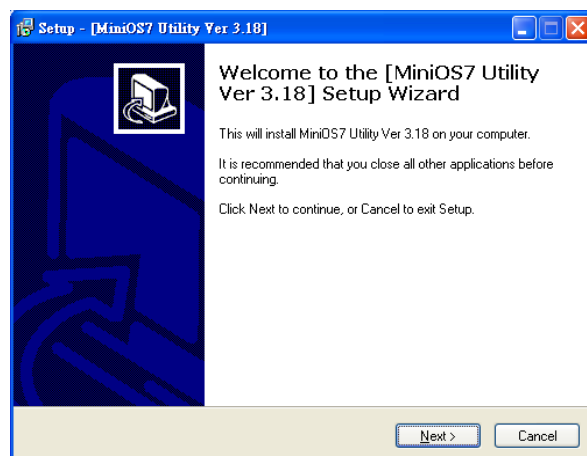 Setup - [MiniOS7 Utility Ver 3.18]
Welcome to the [MiniOS7 Utility
Ver 3.18] Setup Wizard
This will install MiniOS7 Utility Ver 3.18 on your computer.
It is recommended that you close all other applications before
continuing.
Click Next to continue, or Cancel to exit Setup.
Next >
Cancel